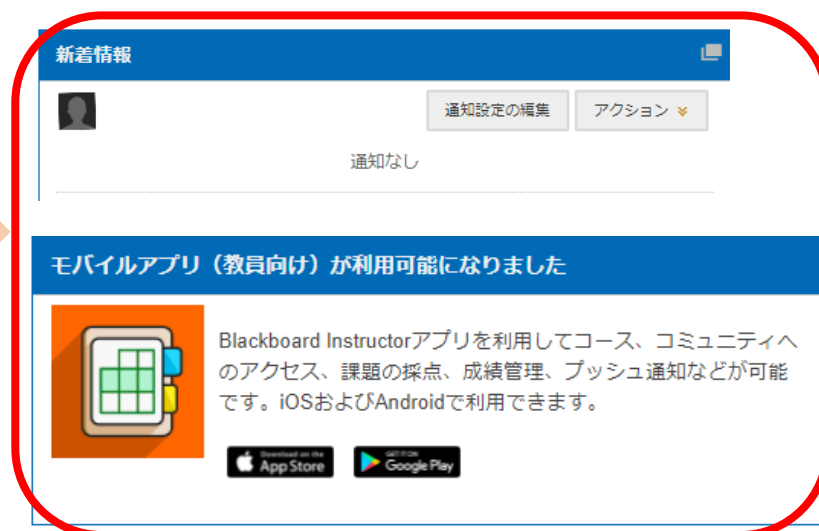 新着情報
通知設定の編集
アクション
通知なし
モバイルアプリ（教員向け）が利用可能になりました
Blackboard Instructorアプリを利用してコース、コミュニティへ
のアクセス、課題の採点、成績管理、プッシュ通知などが可能
です。iOSおよびAndroidで利用できます。
Download on the
App Store
GET IT ON
Google Play